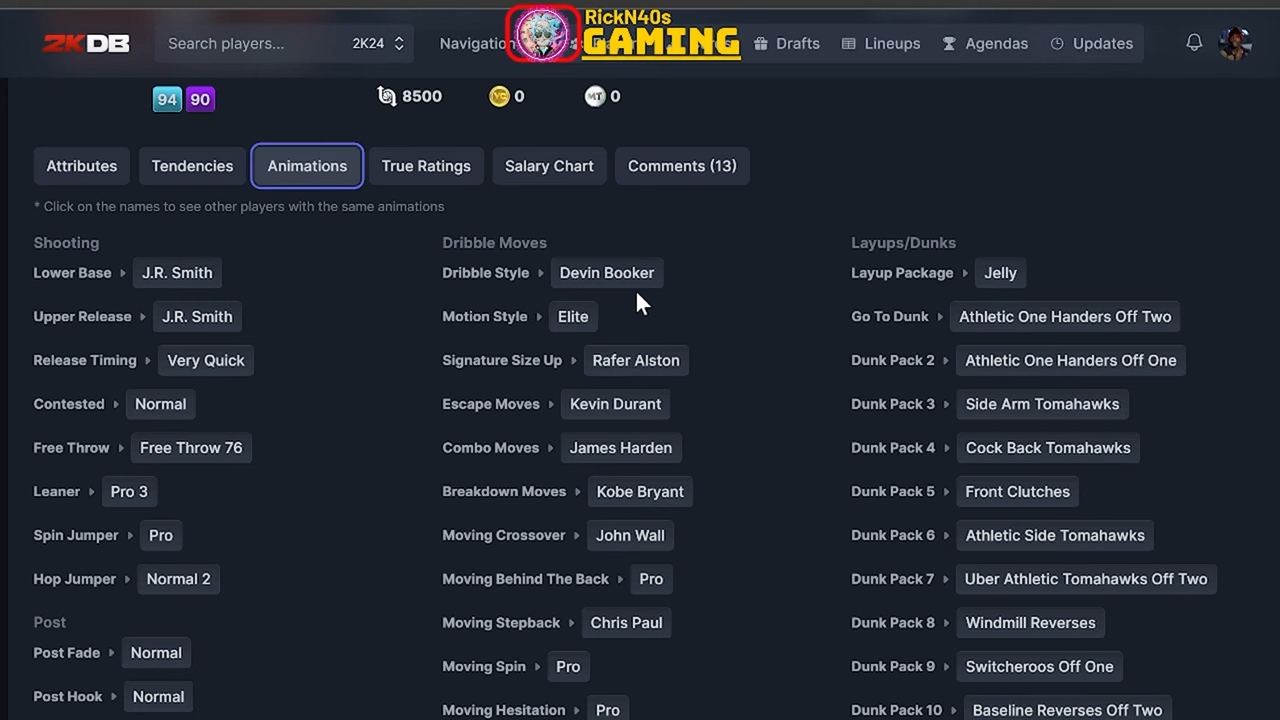 2KDB
Search players...
2K24
Navigation
RickN40s
GAMING
Drafts
Lineups
Agendas
Updates
94 90
8500
VC 0
MT 0
Attributes
Tendencies
Animations
True Ratings
Salary Chart
Comments (13)
* Click on the names to see other players with the same animations
Shooting
Lower Base J.R. Smith
Upper Release J.R. Smith
Release Timing Very Quick
Contested Normal
Free Throw Free Throw 76
Leaner Pro 3
Spin Jumper Pro
Hop Jumper Normal 2
Post
Post Fade Normal
Post Hook Normal
Dribble Moves
Dribble Style Devin Booker
Motion Style Elite
Signature Size Up Rafer Alston
Escape Moves Kevin Durant
Combo Moves James Harden
Breakdown Moves Kobe Bryant
Moving Crossover John Wall
Moving Behind The Back Pro
Moving Stepback Chris Paul
Moving Spin Pro
Moving Hesitation Pro
Layups/Dunks
Layup Package Jelly
Go To Dunk Athletic One Handers Off Two
Dunk Pack 2 Athletic One Handers Off One
Dunk Pack 3 Side Arm Tomahawks
Dunk Pack 4 Cock Back Tomahawks
Dunk Pack 5 Front Clutches
Dunk Pack 6 Athletic Side Tomahawks
Dunk Pack 7 Uber Athletic Tomahawks Off Two
Dunk Pack 8 Windmill Reverses
Dunk Pack 9 Switcheroos Off One
Dunk Pack 10 Baseline Reverses Off Two